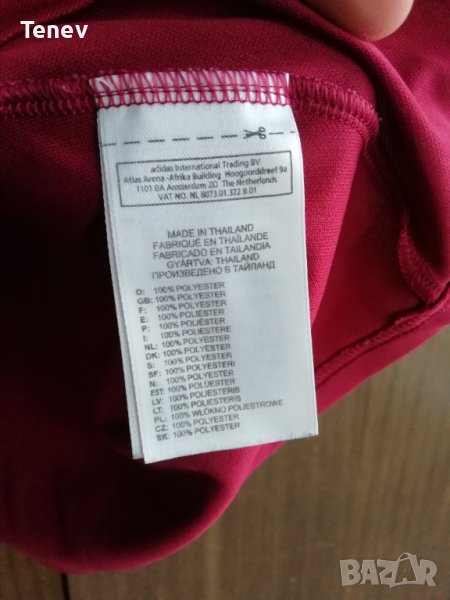 Tenev
adidas International Trading BV
Atlas Arena -Afrika Building Hoogoorddreef 9a
1101 BA Amsterdam ZO The Netherlands
VAT NO. NL 8073.01.322.B.01
MADE IN THAILAND
FABRIQUÉ EN THAÏLANDE
FABRICADO EN TAILANDIA
GYÁRTVA: THAILAND
ПРОИЗВЕДЕНО В ТАЙЛАНД
D: 100% POLYESTER
GB: 100% POLYESTER
F: 100% POLYESTER
E: 100% POLIÉSTER
P: 100% POLIÉSTER
I: 100% POLIESTERE
NL: 100% POLYESTER
DK: 100% POLYESTER
S: 100% POLYESTER
SF: 100% POLYESTERI
N: 100% POLYESTER
EST: 100% POLÜESTER
LV: 100% POLIESTERIS
LT: 100% POLIESTERIS
PL: 100% WŁÓKNO POLIESTROWE
CZ: 100% POLYESTER
SK: 100% POLYESTER
BAZAR